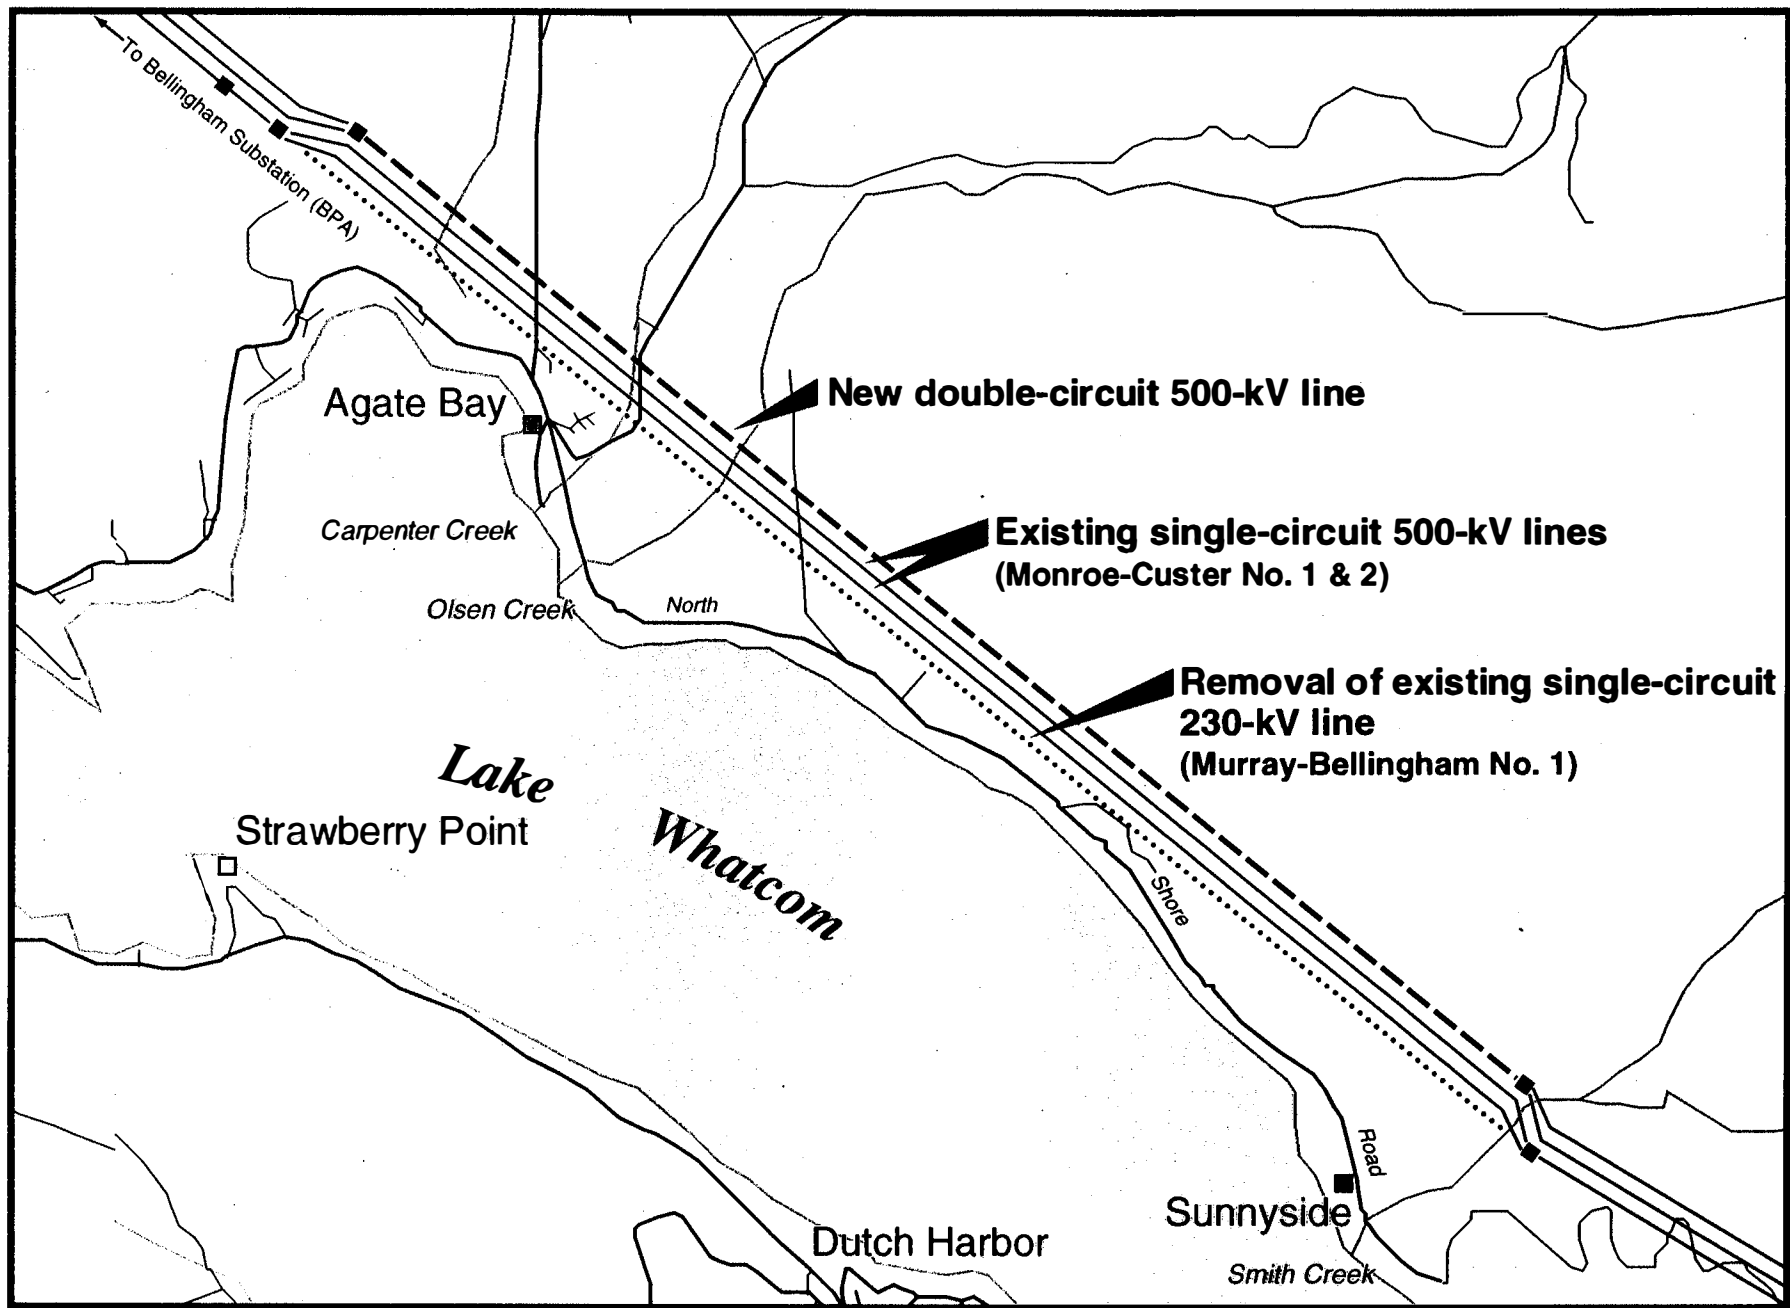 To Bellingham Substation (BPA)
New double-circuit 500-kV line
Agate Bay
Existing single-circuit 500-kV lines
(Monroe-Custer No. 1 & 2)
Carpenter Creek
Olsen Creek
North
Removal of existing single-circuit
230-kV line
(Murray-Bellingham No. 1)
Lake
Whatcom
Strawberry Point
Shore
Road
Sunnyside
Dutch Harbor
Smith Creek